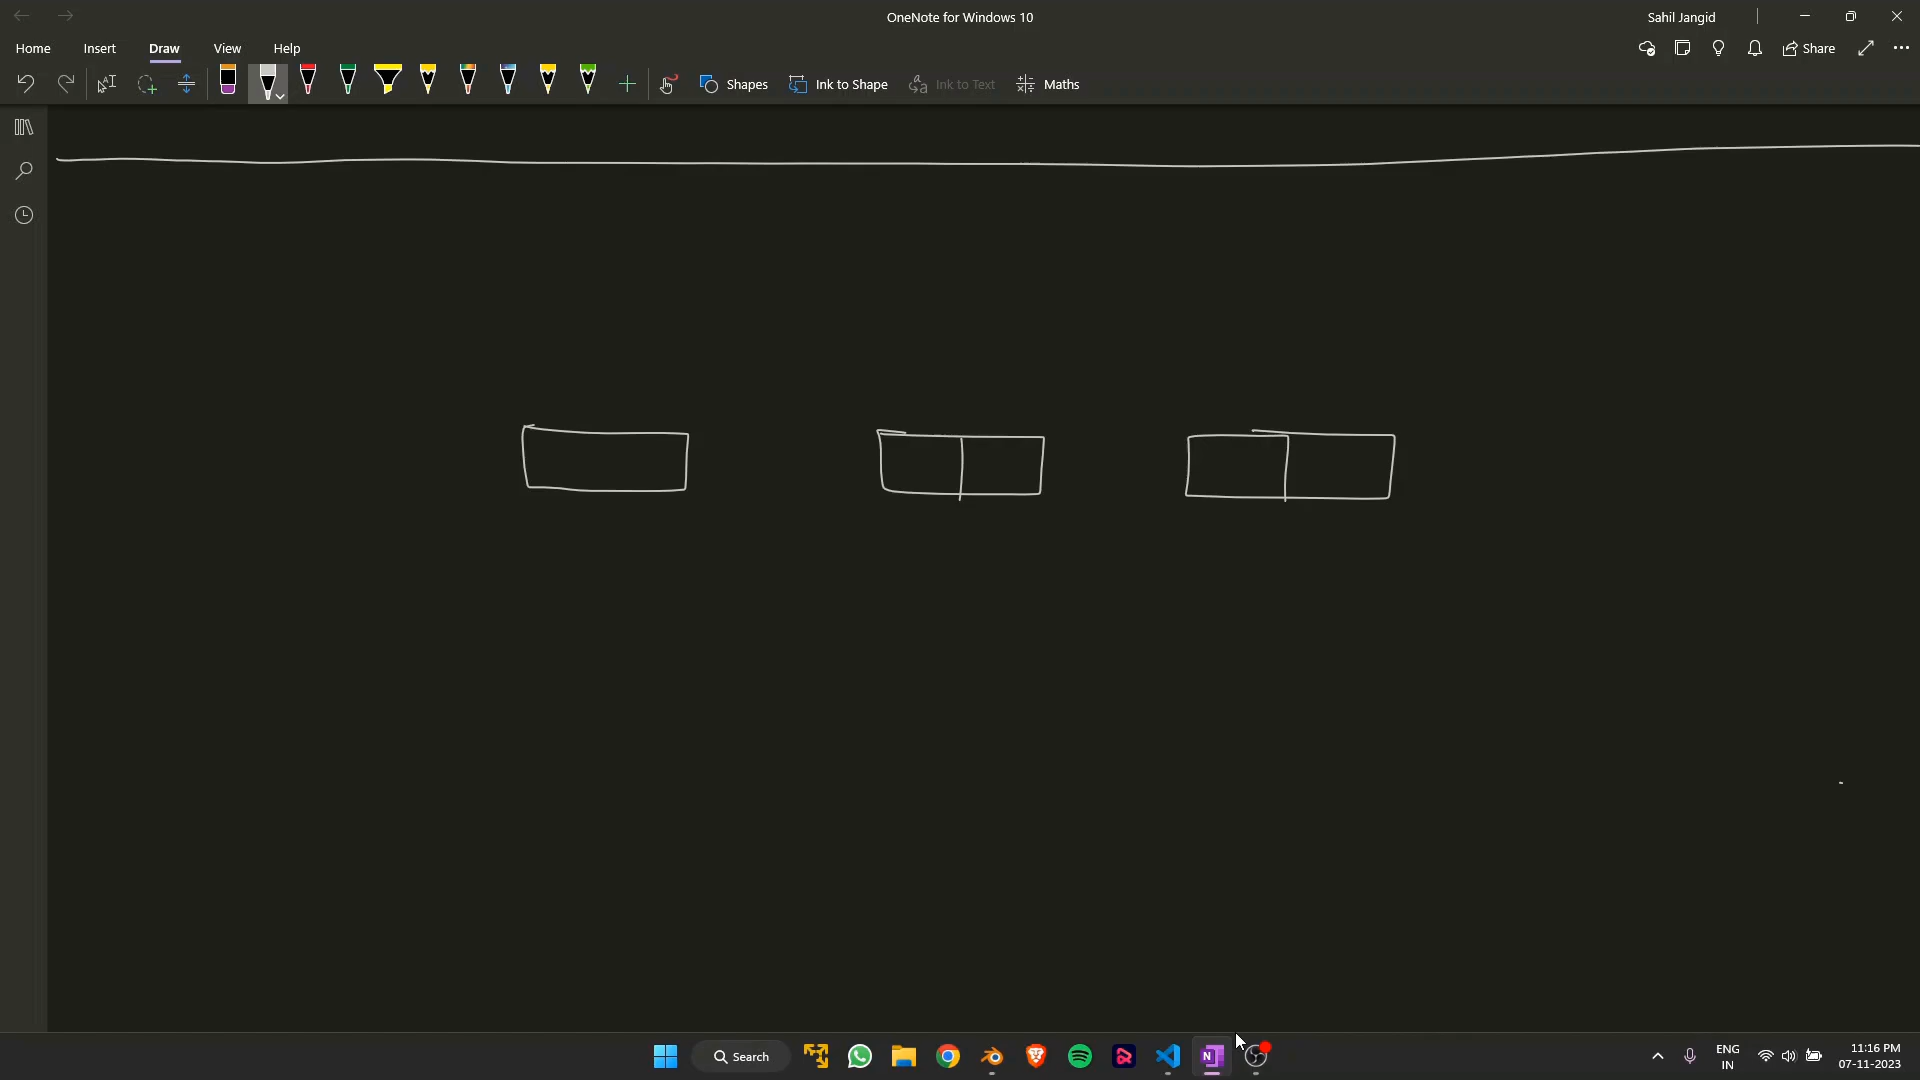 OneNote for Windows 10
Sahil Jangid
Home Insert Draw View Help
Share
Shapes Ink to Shape Ink to Text Maths
Search
ENG
IN
11:16 PM
07-11-2023